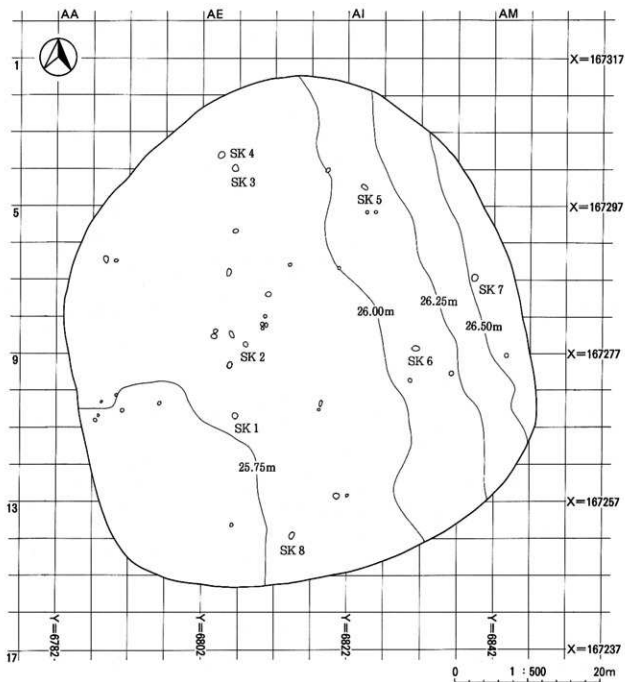 AA AE AI AM
1 X=167317
SK 4
SK 3
SK 5
5 X=167297
SK 7
26.25m
26.00m
26.50m
SK 2
SK 6
9 X=167277
SK 1
25.75m
13 X=167257
SK 8
Y=6782 Y=6802 Y=6822 Y=6842
17 X=167237
0 1:500 20m